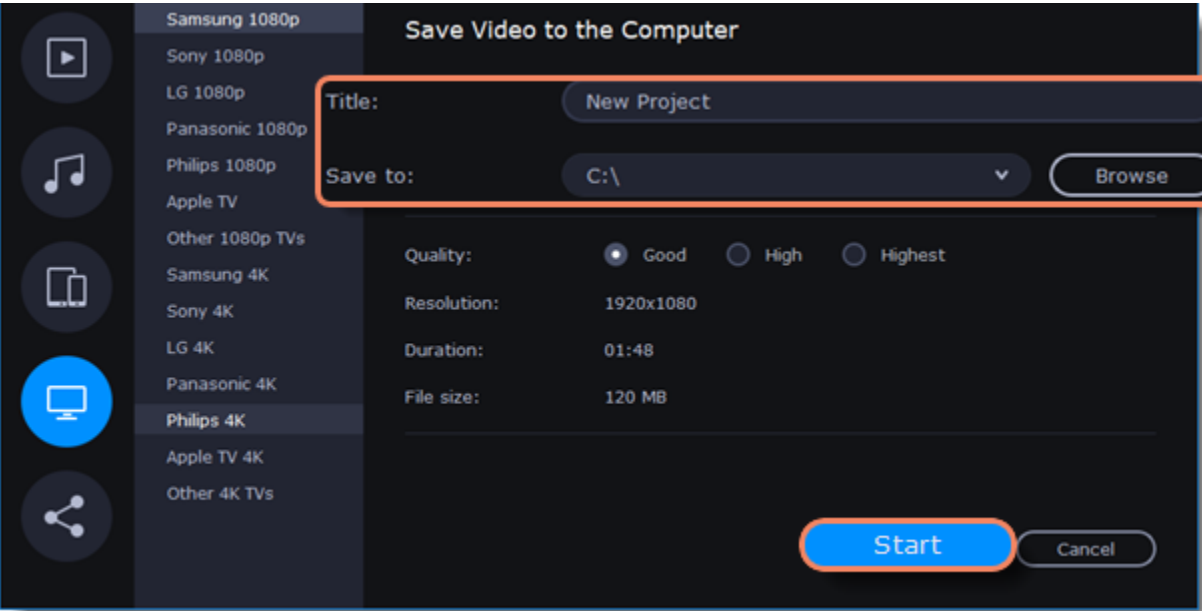 Samsung 1080p
Sony 1080p
LG 1080p
Panasonic 1080p
Philips 1080p
Apple TV
Other 1080p TVs
Samsung 4K
Sony 4K
LG 4K
Panasonic 4K
Philips 4K
Apple TV 4K
Other 4K TVs
Save Video to the Computer
Title: New Project
Save to: C:\ Browse
Quality: Good High Highest
Resolution: 1920x1080
Duration: 01:48
File size: 120 MB
Start Cancel